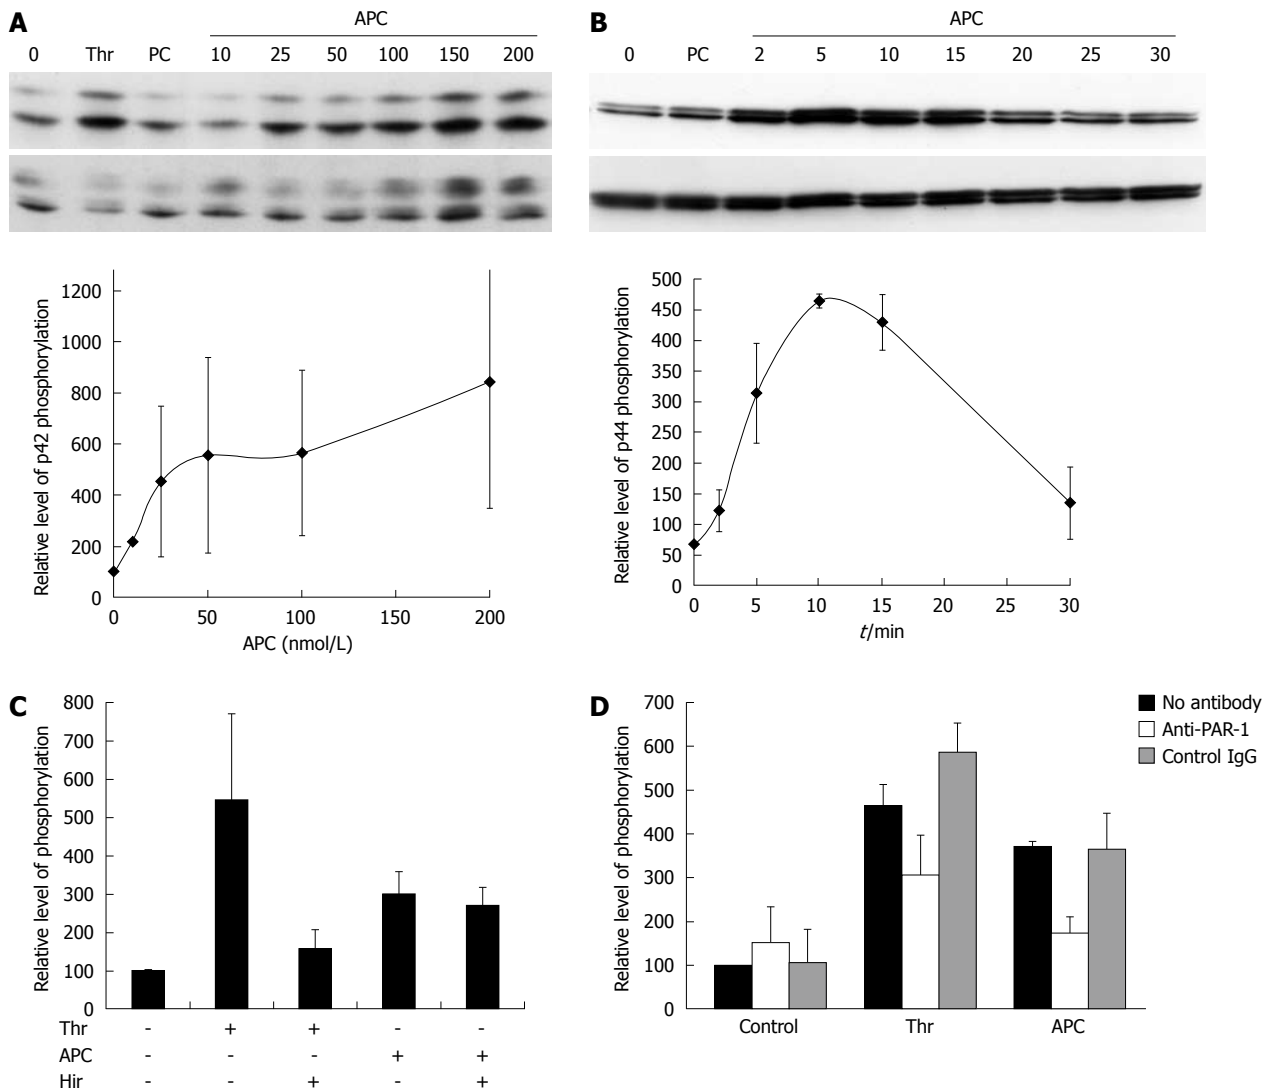 A
APC
0 Thr PC 10 25 50 100 150 200
Relative level of p42 phosphorylation
1200
1000
800
600
400
200
0
0 50 100 150 200
APC (nmol/L)
B
APC
0 PC 2 5 10 15 20 25 30
Relative level of p44 phosphorylation
500
450
400
350
300
250
200
150
100
50
0
0 5 10 15 20 25 30
t/min
C
Relative level of phosphorylation
800
700
600
500
400
300
200
100
0
Thr - + + - -
APC - - - + +
Hir - - + - +
D
Relative level of phosphorylation
700
600
500
400
300
200
100
0
Control Thr APC
No antibody
Anti-PAR-1
Control IgG